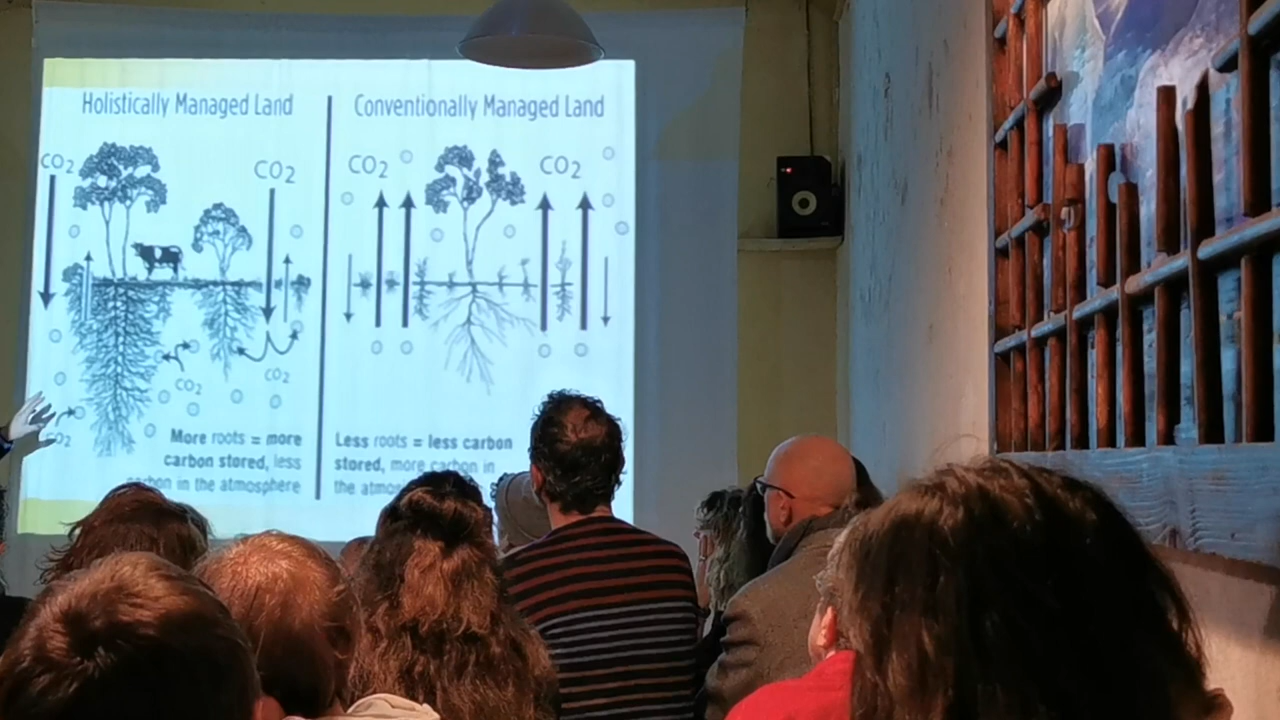 Holistically Managed Land
Conventionally Managed Land
CO2
CO2
CO2
CO2
CO2
CO2
CO2
More roots = more
carbon stored, less
carbon in the atmosphere
Less roots = less carbon
stored, more carbon in
the